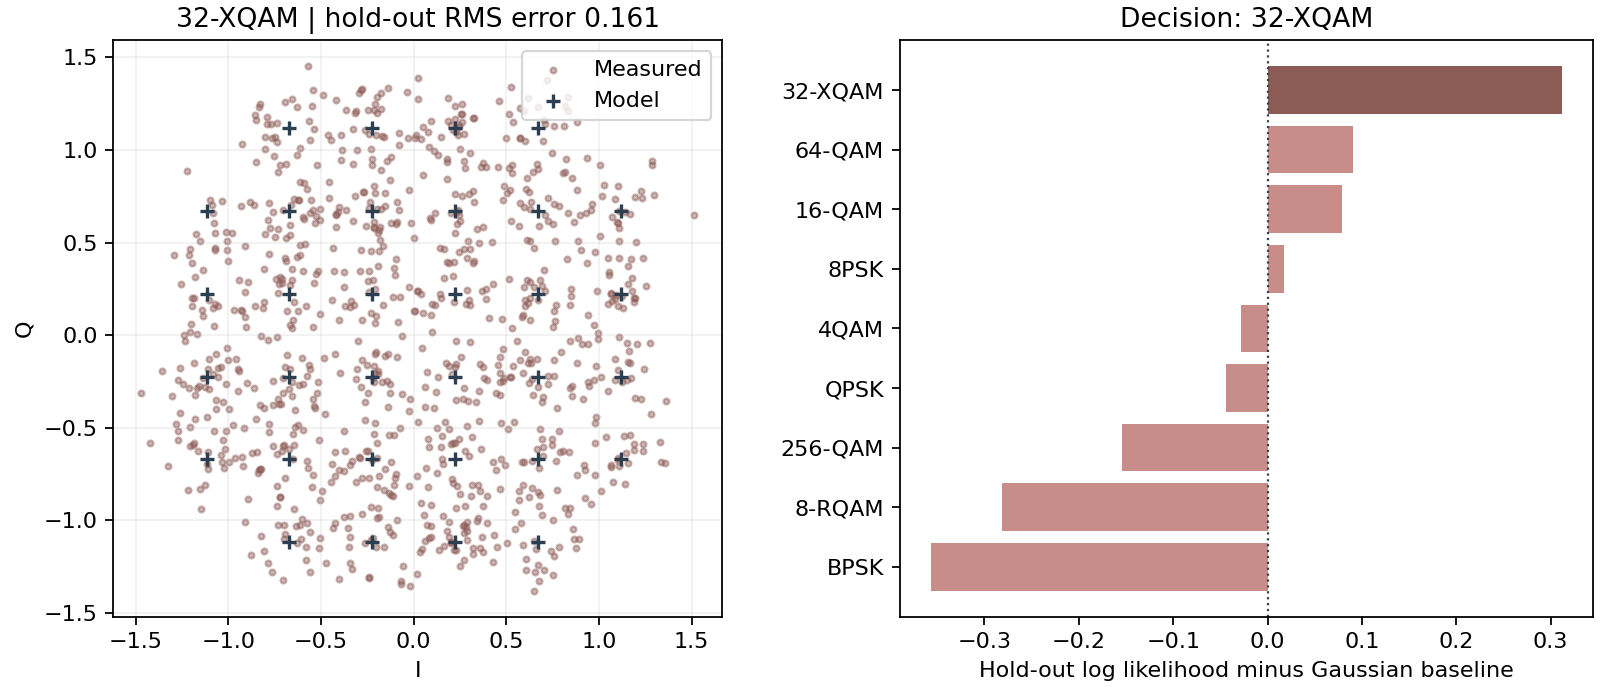 32-XQAM | hold-out RMS error 0.161
Measured
Model
1.5
1.0
0.5
0.0
−0.5
−1.0
−1.5
Q
−1.5
−1.0
−0.5
0.0
0.5
1.0
1.5
I
Decision: 32-XQAM
32-XQAM
64-QAM
16-QAM
8PSK
4QAM
QPSK
256-QAM
8-RQAM
BPSK
−0.3
−0.2
−0.1
0.0
0.1
0.2
0.3
Hold-out log likelihood minus Gaussian baseline